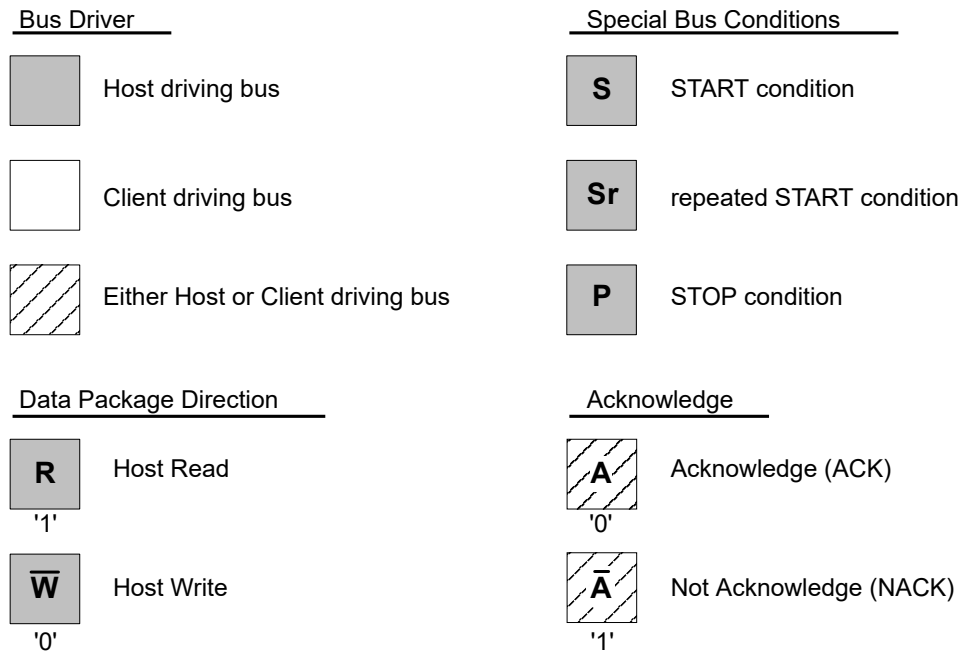 Bus Driver
Host driving bus
Client driving bus
Either Host or Client driving bus
Special Bus Conditions
S START condition
Sr repeated START condition
P STOP condition
Data Package Direction
R Host Read
'1'
W̅ Host Write
'0'
Acknowledge
A Acknowledge (ACK)
'0'
A̅ Not Acknowledge (NACK)
'1'